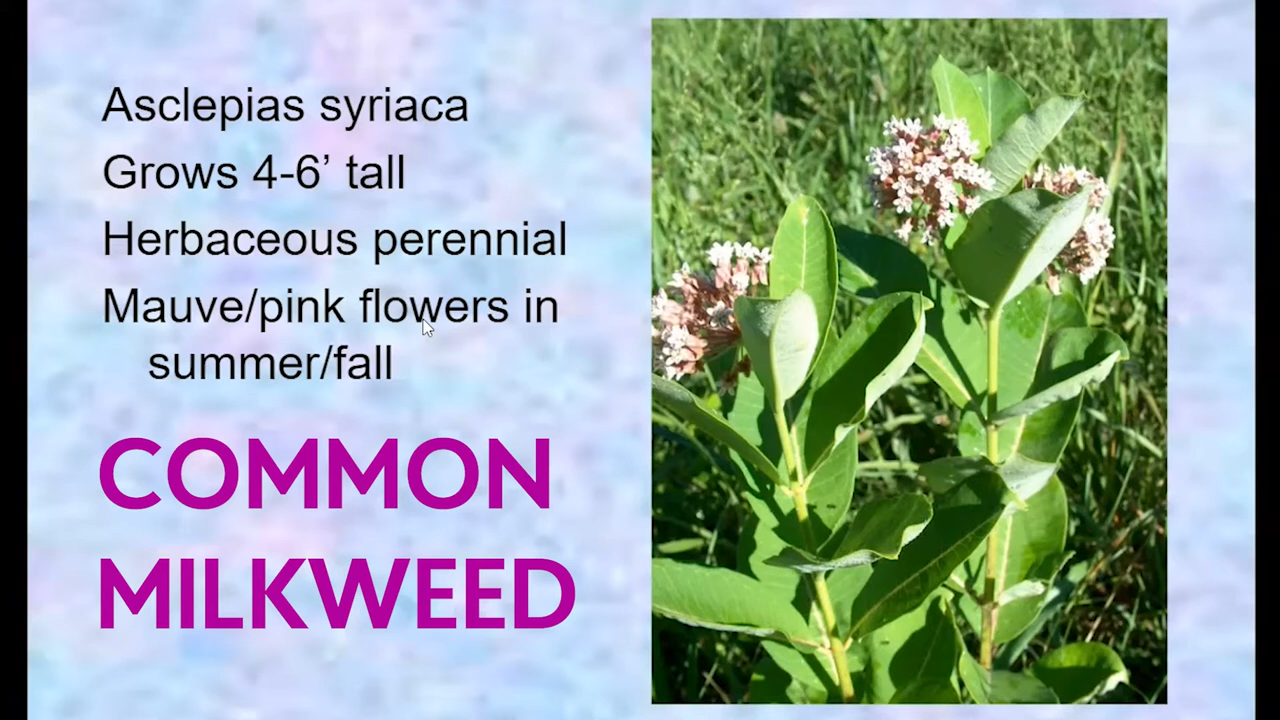 Asclepias syriaca
Grows 4-6’ tall
Herbaceous perennial
Mauve/pink flowers in
summer/fall
COMMON
MILKWEED